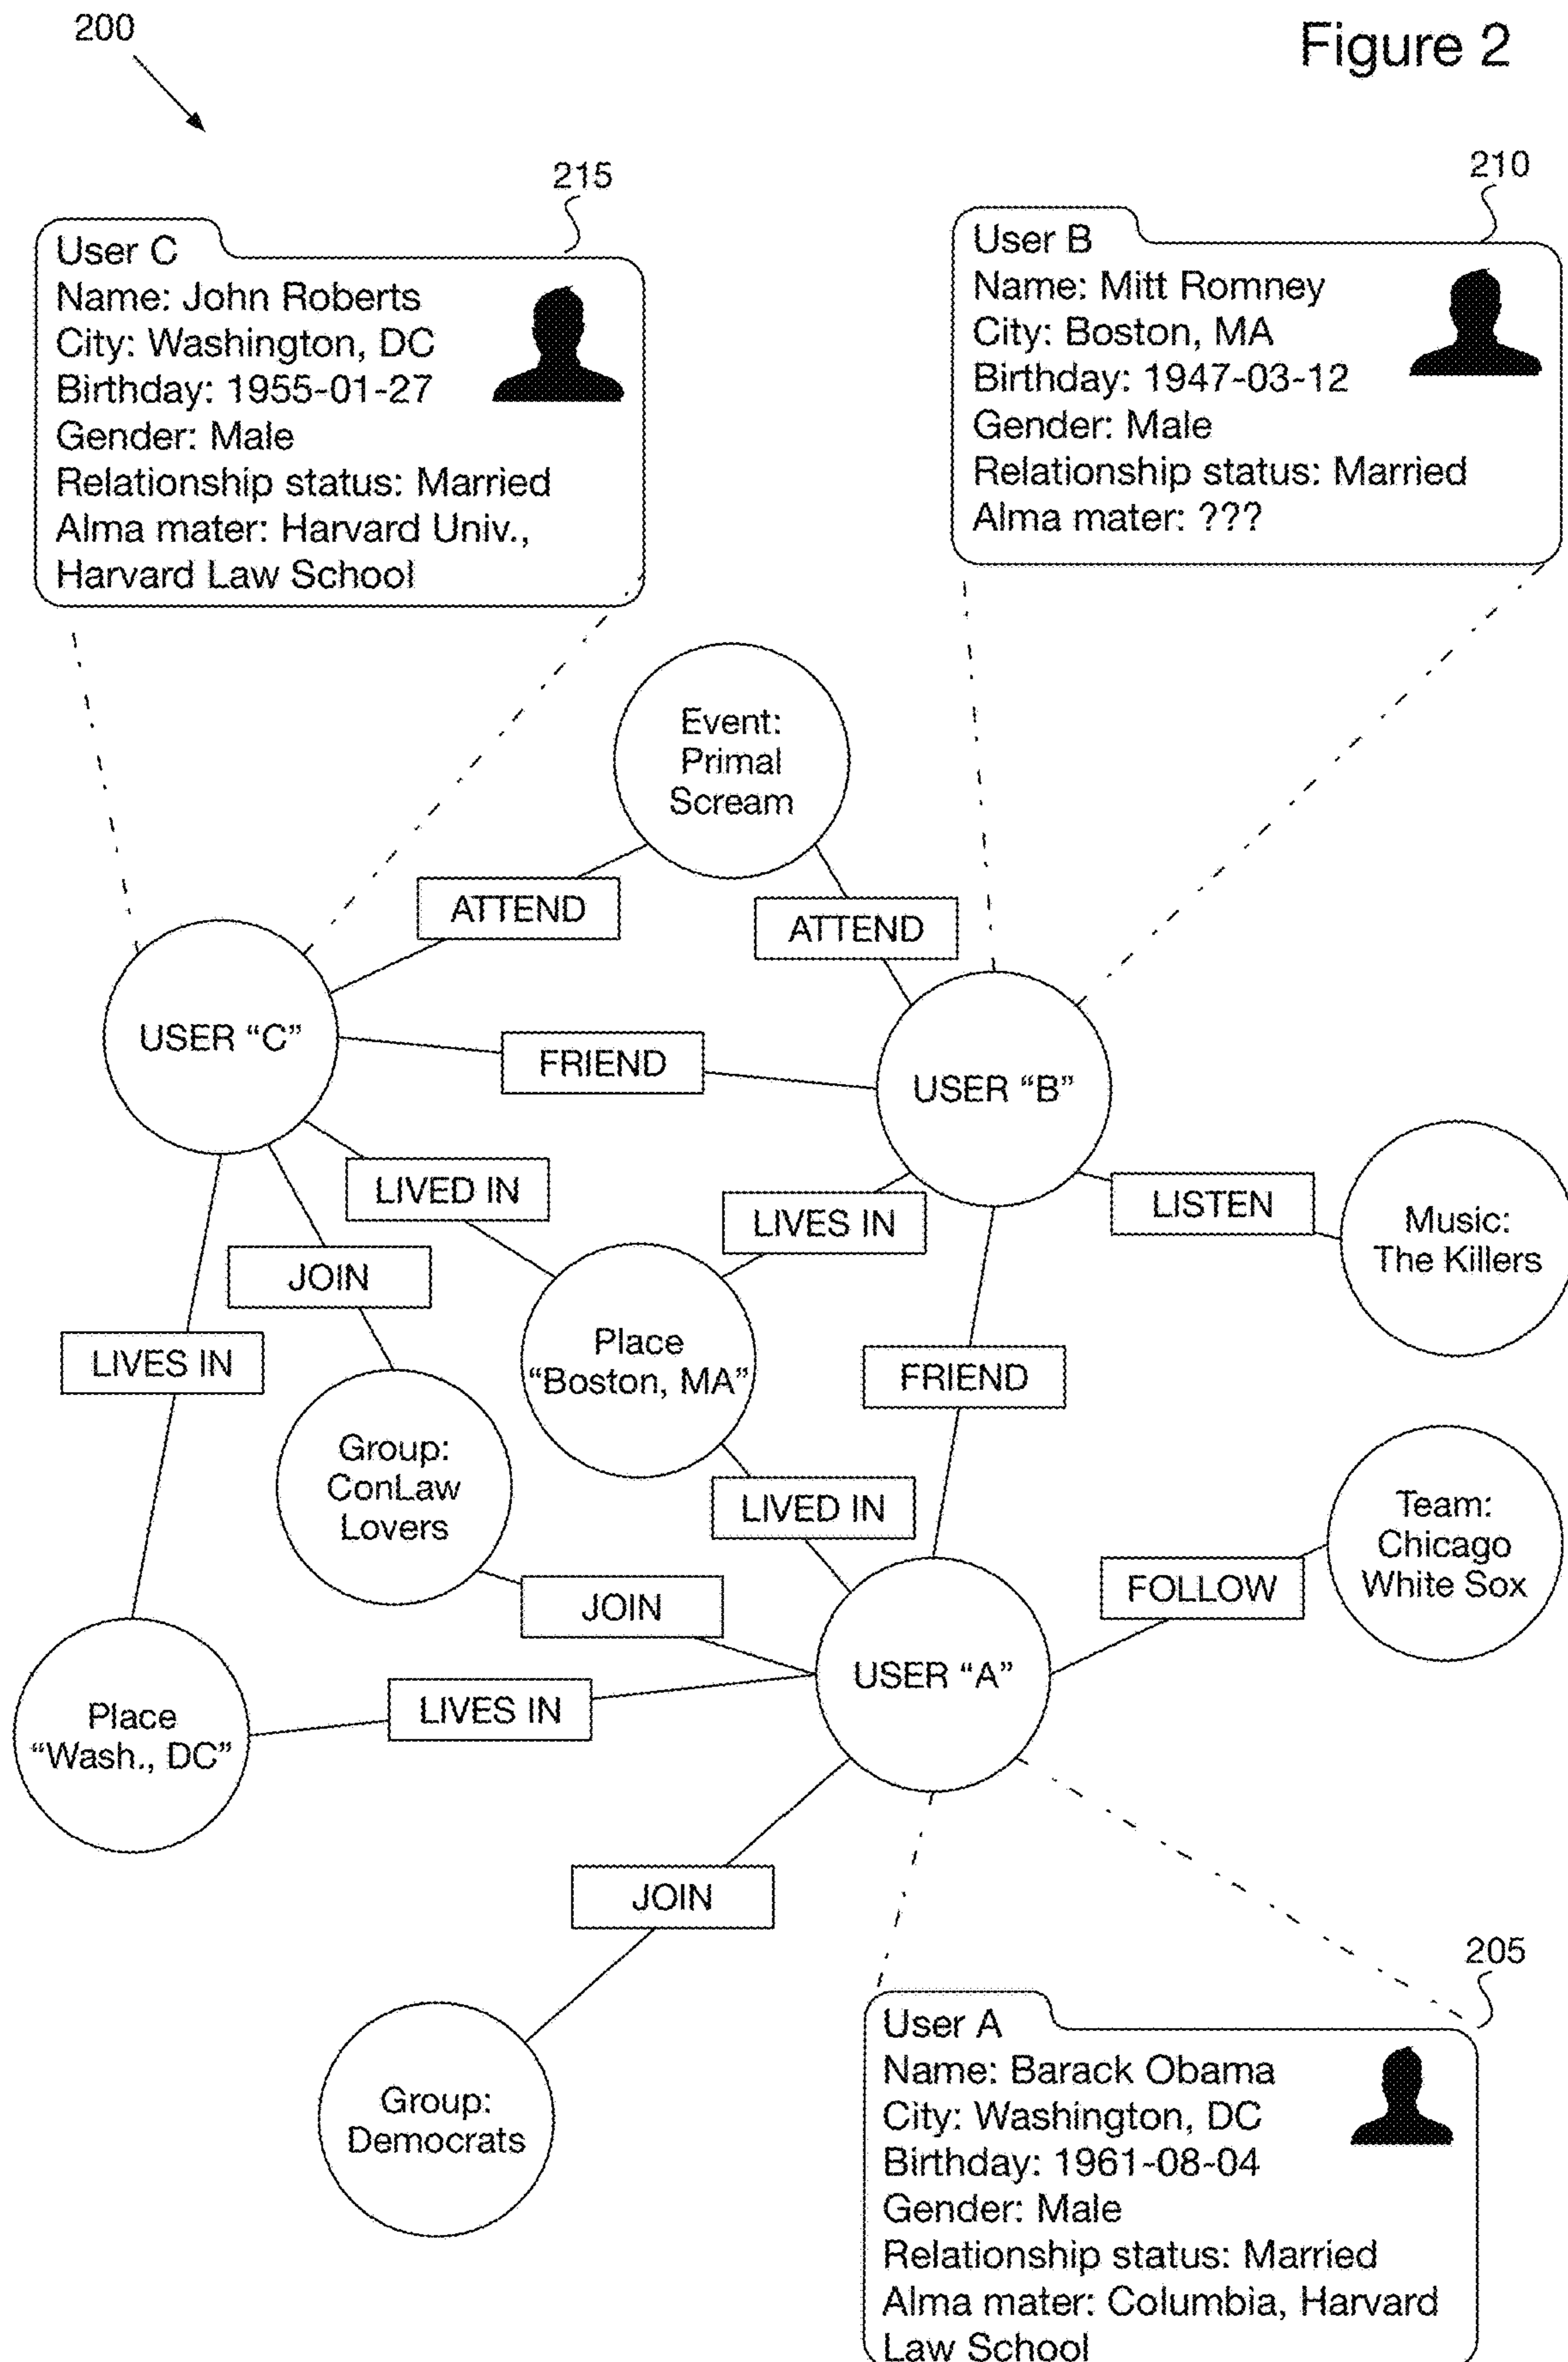 200
Figure 2
215
210
User C
Name: John Roberts
City: Washington, DC
Birthday: 1955-01-27
Gender: Male
Relationship status: Married
Alma mater: Harvard Univ.,
Harvard Law School
User B
Name: Mitt Romney
City: Boston, MA
Birthday: 1947-03-12
Gender: Male
Relationship status: Married
Alma mater: ???
Event:
Primal
Scream
ATTEND
ATTEND
USER “C”
FRIEND
USER “B”
LIVED IN
LIVES IN
LISTEN
Music:
The Killers
JOIN
LIVES IN
Place
“Boston, MA”
FRIEND
Group:
ConLaw
Lovers
LIVED IN
Team:
Chicago
White Sox
FOLLOW
JOIN
USER “A”
LIVES IN
Place
“Wash., DC”
JOIN
Group:
Democrats
205
User A
Name: Barack Obama
City: Washington, DC
Birthday: 1961-08-04
Gender: Male
Relationship status: Married
Alma mater: Columbia, Harvard
Law School